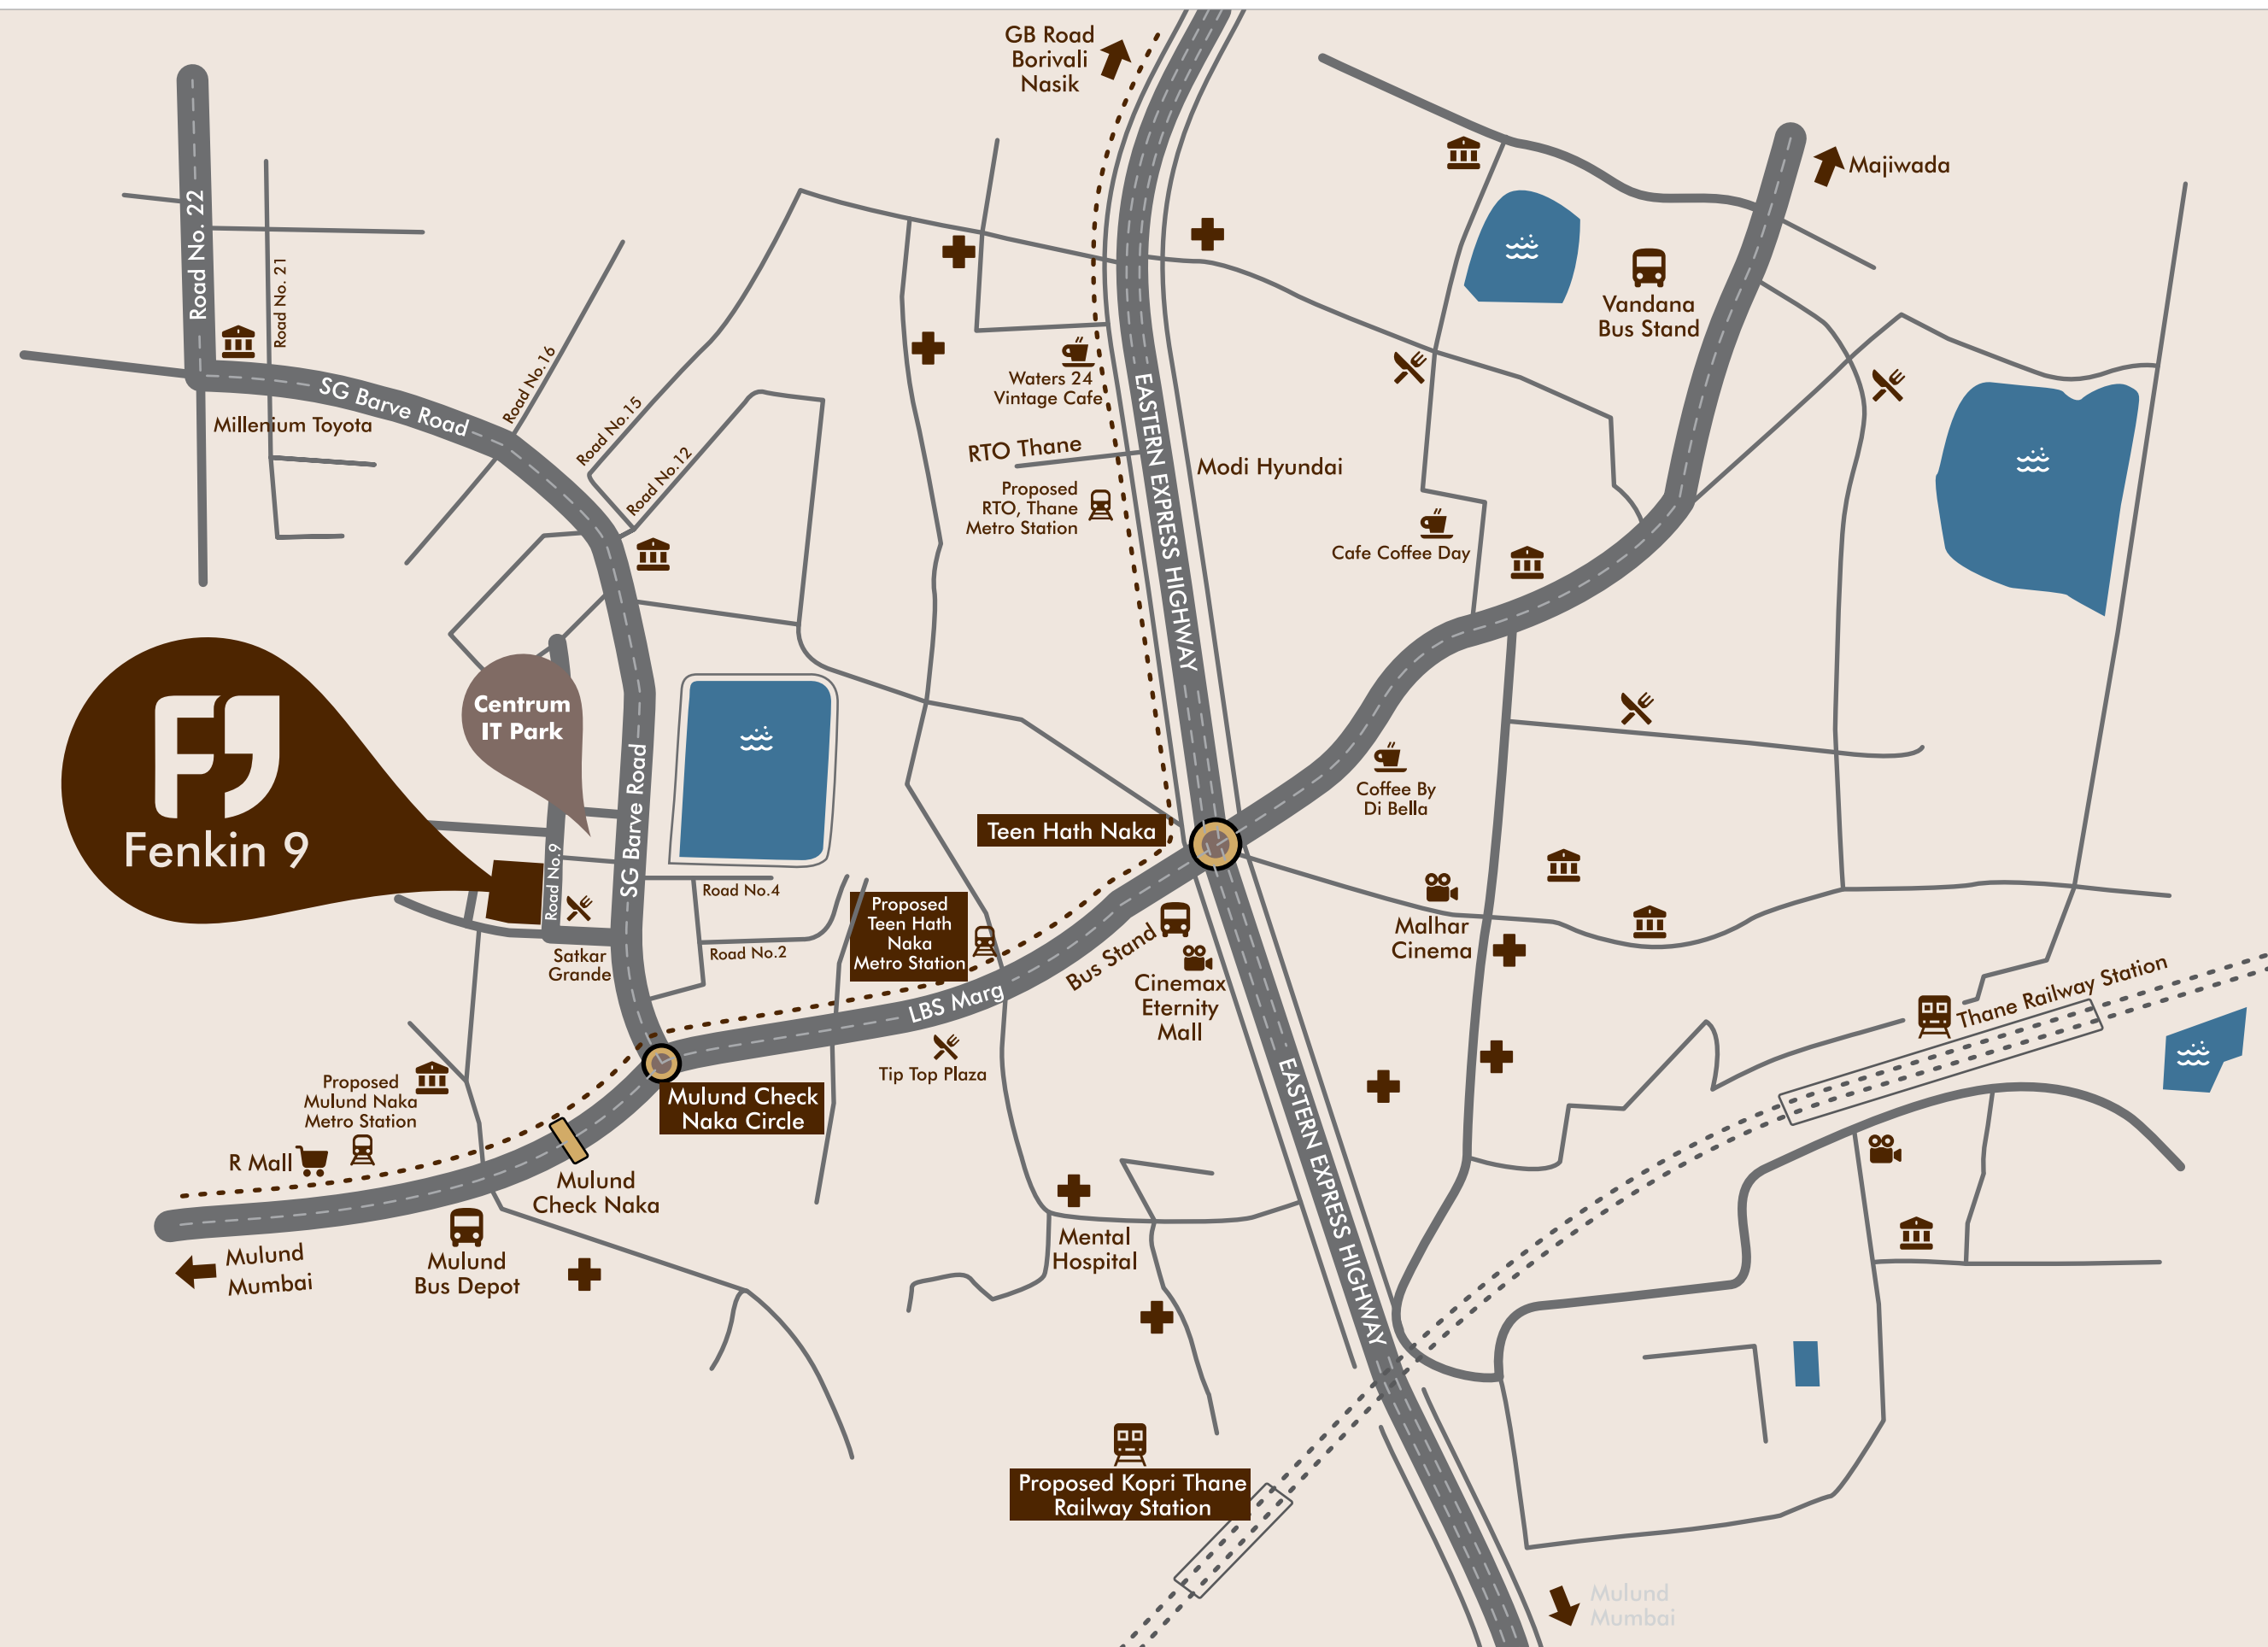 GB Road
Borivali
Nasik
Majiwada
Road No. 22
Road No. 21
SG Barve Road
Millenium Toyota
Road No.16
Road No.15
Road No.12
Waters 24
Vintage Cafe
RTO Thane
Proposed
RTO, Thane
Metro Station
EASTERN EXPRESS HIGHWAY
Modi Hyundai
Vandana
Bus Stand
Cafe Coffee Day
Coffee By
Di Bella
Fenkin 9
Centrum
IT Park
SG Barve Road
Road No.9
Road No.4
Road No.2
Satkar
Grande
Teen Hath Naka
Proposed
Teen Hath
Naka
Metro Station
Bus Stand
Cinemax
Eternity
Mall
Malhar
Cinema
LBS Marg
Tip Top Plaza
Thane Railway Station
Mulund Check
Naka Circle
Proposed
Mulund Naka
Metro Station
R Mall
Mulund
Check Naka
Mulund
Mumbai
Mulund
Bus Depot
Mental
Hospital
EASTERN EXPRESS HIGHWAY
Proposed Kopri Thane
Railway Station
Mulund
Mumbai